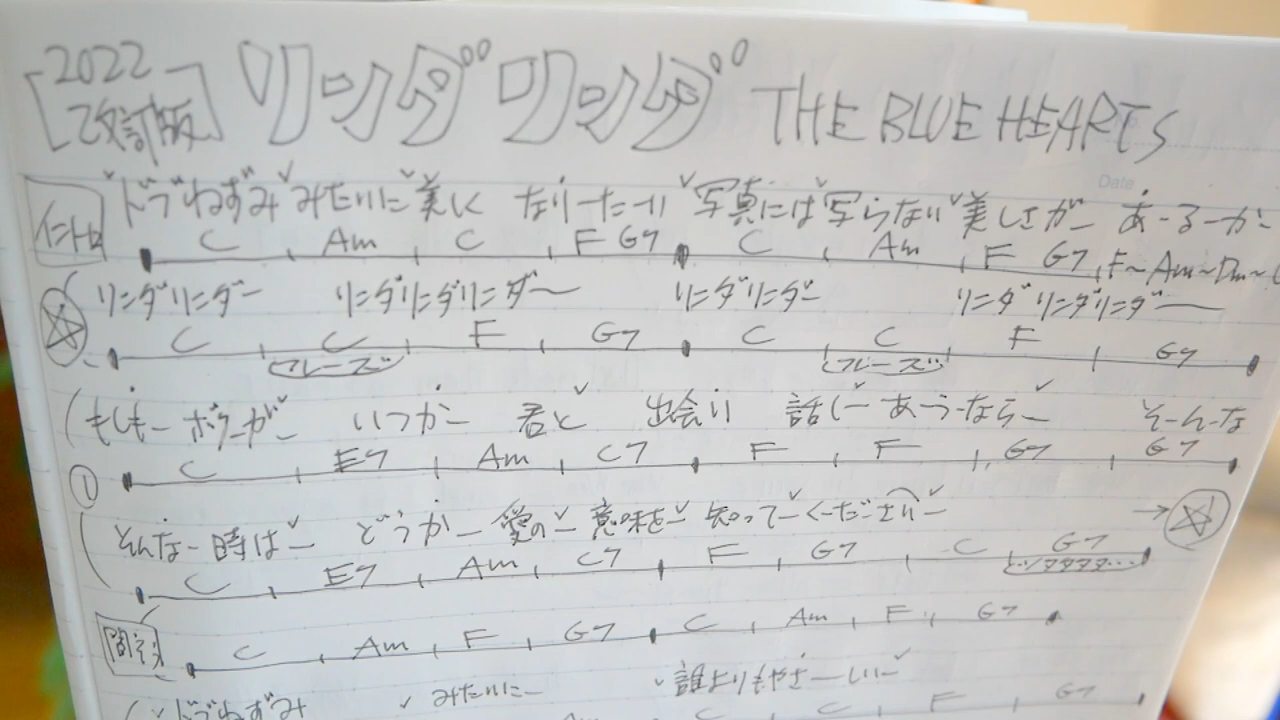 2022 改訂版 リンダリンダ THE BLUE HEARTS
Date
イントロ ドブねずみみたいに美しく なりーたーい 写真には写らない美しさがー あ-る-か-
C Am C F G7 C Am F G7 F~Am~Dm~
☆ リンダリンダー リンダリンダリンダ〜 リンダリンダー リンダリンダリンダー
C C F G7 C C F G7
フレーズ フレーズ
もしもー ボクーがー いつかー 君と 出会い 話しー あうーならー そーんーな
① C E7 Am C7 F F G7 G7
そんなー時はー どうかー愛のー意味をー 知ってーくーださいー →☆
C E7 Am C7 F G7 C G7
間奏 C Am F G7 C Am F G7
ドブねずみ みたいにー 誰よりもやさーしいー
Am C C F G7